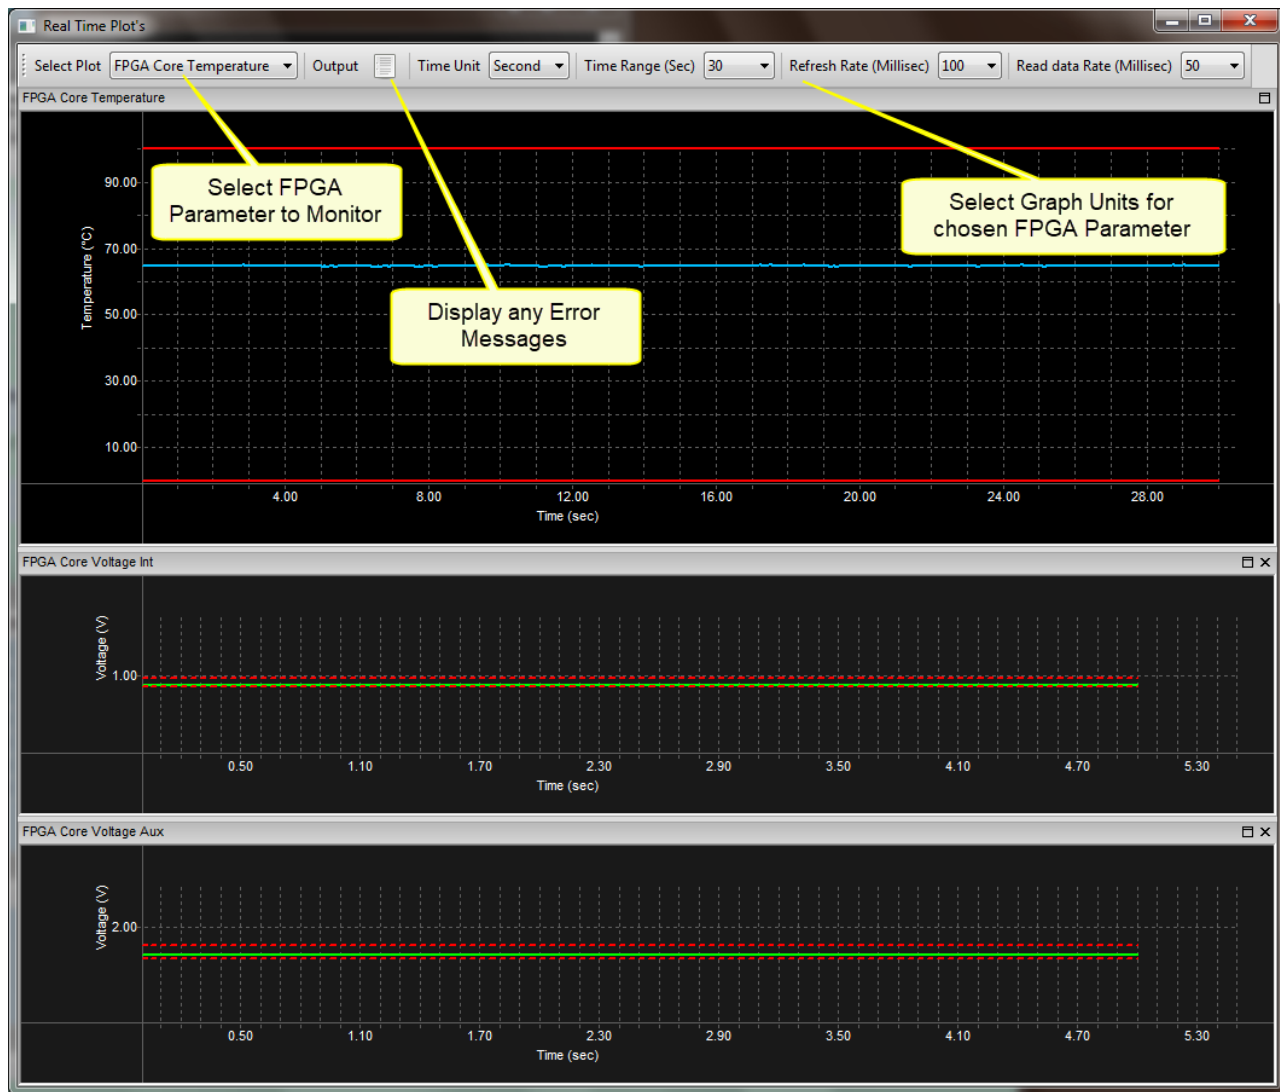 Real Time Plot's
Select Plot FPGA Core Temperature Output Time Unit Second Time Range (Sec) 30 Refresh Rate (Millisec) 100 Read data Rate (Millisec) 50
FPGA Core Temperature
Select FPGA
Parameter to Monitor
Select Graph Units for
chosen FPGA Parameter
Display any Error
Messages
Temperature (°C)
90.00
70.00
50.00
30.00
10.00
4.00 8.00 12.00 16.00 20.00 24.00 28.00
Time (sec)
FPGA Core Voltage Int
Voltage (V)
1.00
0.50 1.10 1.70 2.30 2.90 3.50 4.10 4.70 5.30
Time (sec)
FPGA Core Voltage Aux
Voltage (V)
2.00
0.50 1.10 1.70 2.30 2.90 3.50 4.10 4.70 5.30
Time (sec)